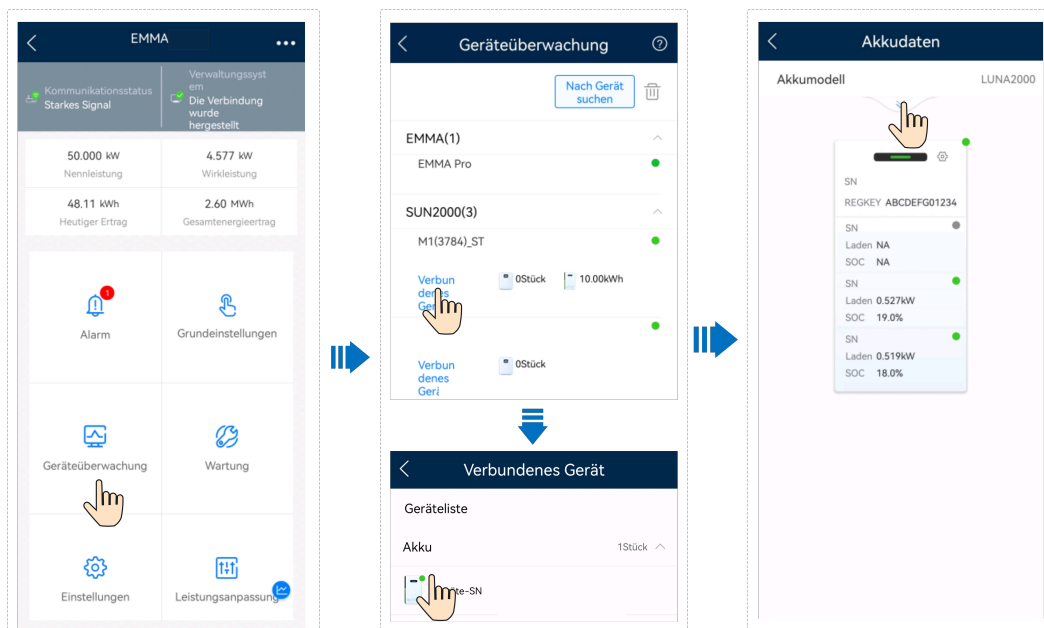 EMMA
Kommunikationsstatus
Starkes Signal
Verwaltungssyst
em
Die Verbindung
wurde
hergestellt
50.000 kW
Nennleistung
4.577 kW
Wirkleistung
48.11 kWh
Heutiger Ertrag
2.60 MWh
Gesamtenergieertrag
1
Alarm
Grundeinstellungen
Geräteüberwachung
Wartung
Einstellungen
Leistungsanpassung
Geräteüberwachung
Nach Gerät
suchen
EMMA(1)
EMMA Pro
SUN2000(3)
M1(3784)_ST
Verbun
denes
0Stück
10.00kWh
Verbun
denes
Gerä
0Stück
Verbundenes Gerät
Geräteliste
Akku
1Stück
Akkudaten
Akkumodell
LUNA2000
SN
REGKEY ABCDEFG01234
SN
Laden NA
SOC NA
SN
Laden 0.527kW
SOC 19.0%
SN
Laden 0.519kW
SOC 18.0%